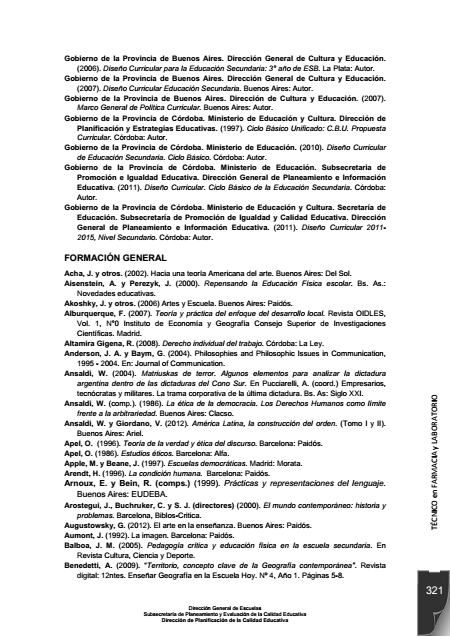 Gobierno de la Provincia de Buenos Aires. Dirección General de Cultura y Educación.
(2006). Diseño Curricular para la Educación Secundaria: 3° año de ESB. La Plata: Autor.
Gobierno de la Provincia de Buenos Aires. Dirección General de Cultura y Educación.
(2007). Diseño Curricular Educación Secundaria. Buenos Aires: Autor.
Gobierno de la Provincia de Buenos Aires. Dirección de Cultura y Educación. (2007).
Marco General de Política Curricular. Buenos Aires: Autor.
Gobierno de la Provincia de Córdoba. Ministerio de Educación y Cultura. Dirección de
Planificación y Estrategias Educativas. (1997). Ciclo Básico Unificado: C.B.U. Propuesta
Curricular. Córdoba: Autor.
Gobierno de la Provincia de Córdoba. Ministerio de Educación. (2010). Diseño Curricular
de Educación Secundaria. Ciclo Básico. Córdoba: Autor.
Gobierno de la Provincia de Córdoba. Ministerio de Educación. Subsecretaria de
Promoción e Igualdad Educativa. Dirección General de Planeamiento e Información
Educativa. (2011). Diseño Curricular. Ciclo Básico de la Educación Secundaria. Córdoba:
Autor.
Gobierno de la Provincia de Córdoba. Ministerio de Educación y Cultura. Secretaría de
Educación. Subsecretaría de Promoción de Igualdad y Calidad Educativa. Dirección
General de Planeamiento e Información Educativa. (2011). Diseño Curricular 2011-
2015, Nivel Secundario. Córdoba: Autor.
FORMACIÓN GENERAL
Acha, J. y otros. (2002). Hacia una teoría Americana del arte. Buenos Aires: Del Sol.
Aisenstein, A. y Perezyk, J. (2000). Repensando la Educación Física escolar. Bs. As.:
Novedades educativas.
Akoshky, J. y otros. (2006) Artes y Escuela. Buenos Aires: Paidós.
Alburquerque, F. (2007). Teoría y práctica del enfoque del desarrollo local. Revista OIDLES,
Vol. 1, N°0 Instituto de Economía y Geografía Consejo Superior de Investigaciones
Científicas. Madrid.
Altamira Gigena, R. (2008). Derecho individual del trabajo. Córdoba: La Ley.
Anderson, J. A. y Baym, G. (2004). Philosophies and Philosophic Issues in Communication,
1995 - 2004. En: Journal of Communication.
Ansaldi, W. (2004). Matriuskas de terror. Algunos elementos para analizar la dictadura
argentina dentro de las dictaduras del Cono Sur. En Pucciarelli, A. (coord.) Empresarios,
tecnócratas y militares. La trama corporativa de la última dictadura. Bs. As: Siglo XXI.
Ansaldi, W. (comp.). (1986). La ética de la democracia. Los Derechos Humanos como límite
frente a la arbitrariedad. Buenos Aires: Clacso.
Ansaldi, W. y Giordano, V. (2012). América Latina, la construcción del orden. (Tomo I y II).
Buenos Aires: Ariel.
Apel, O. (1996). Teoría de la verdad y ética del discurso. Barcelona: Paidós.
Apel, O. (1986). Estudios éticos. Barcelona: Alfa.
Apple, M. y Beane, J. (1997). Escuelas democráticas. Madrid: Morata.
Arendt, H. (1996). La condición humana. Barcelona: Paidós.
Arnoux, E. y Bein, R. (comps.) (1999). Prácticas y representaciones del lenguaje.
Buenos Aires: EUDEBA.
Arostegui, J., Buchruker, C. y S. J. (directores) (2000). El mundo contemporáneo: historia y
problemas. Barcelona, Biblos-Crítica.
Augustowsky, G. (2012). El arte en la enseñanza. Buenos Aires: Paidós.
Aumont, J. (1992). La imagen. Barcelona: Paidós.
Balboa, J. M. (2005). Pedagogía crítica y educación física en la escuela secundaria. En
Revista Cultura, Ciencia y Deporte.
Benedetti, A. (2009). "Territorio, concepto clave de la Geografía contemporánea". Revista
digital: 12ntes. Enseñar Geografía en la Escuela Hoy. Nº 4, Año 1. Páginas 5-8.
TÉCNICO en FARMACIA y LABORATORIO
321
Dirección General de Escuelas
Subsecretaría de Planeamiento y Evaluación de la Calidad Educativa
Dirección de Planificación de la Calidad Educativa